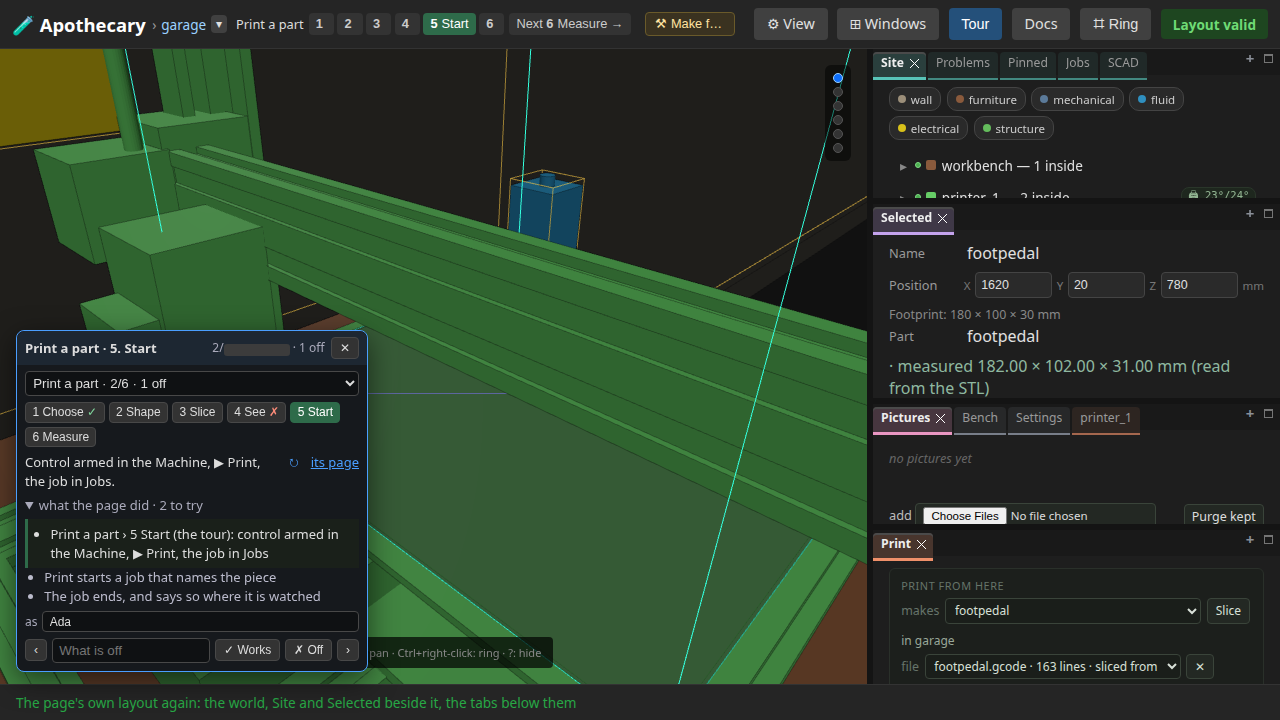 Apothecary › garage ▾ Print a part 1 2 3 4 5 Start 6 Next 6 Measure → ⚒ Make f… ⚙ View ⊞ Windows Tour Docs ⌗ Ring Layout valid
Site Problems Pinned Jobs SCAD
wall furniture mechanical fluid
electrical structure
▸ workbench — 1 inside
▸ printer_1 — 2 inside 23°/24°
Selected
Name footpedal
Position X 1620 Y 20 Z 780 mm
Footprint: 180 × 100 × 30 mm
Part footpedal
· measured 182.00 × 102.00 × 31.00 mm (read
from the STL)
Pictures Bench Settings printer_1
no pictures yet
add Choose Files No file chosen Purge kept
Print
PRINT FROM HERE
makes footpedal Slice
in garage
file footpedal.gcode · 163 lines · sliced from ✕
Print a part · 5. Start 2/ · 1 off ✕
Print a part · 2/6 · 1 off
1 Choose ✓ 2 Shape 3 Slice 4 See ✗ 5 Start
6 Measure
Control armed in the Machine, ▶ Print, ↻ its page
the job in Jobs.
▼ what the page did · 2 to try
• Print a part › 5 Start (the tour): control armed in
the Machine, ▶ Print, the job in Jobs
• Print starts a job that names the piece
• The job ends, and says so where it is watched
as Ada
‹ What is off ✓ Works ✗ Off ›
pan · Ctrl+right-click: ring · ?: hide
The page's own layout again: the world, Site and Selected beside it, the tabs below them